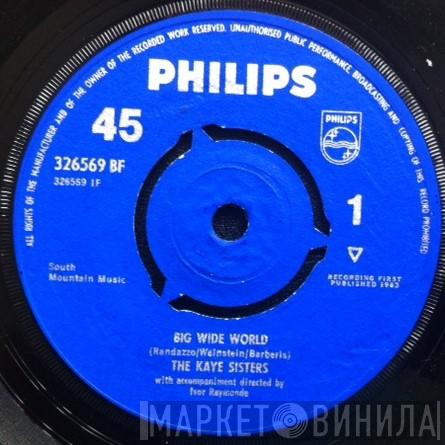 ALL RIGHTS OF THE MANUFACTURER AND OF THE OWNER OF THE RECORDED WORK RESERVED. UNAUTHORISED PUBLIC PERFORMANCE, BROADCASTING AND COPYING OF THIS RECORD PROHIBITED
PHILIPS
45
PHILIPS
326569 BF
326569 1F
1
South
Mountain Music
RECORDING FIRST
PUBLISHED 1963
BIG WIDE WORLD
(Randazzo/Weinstein/Barberis)
THE KAYE SISTERS
with accompaniment directed by
Ivor Raymonde
МАРКЕТ ВИНИЛА